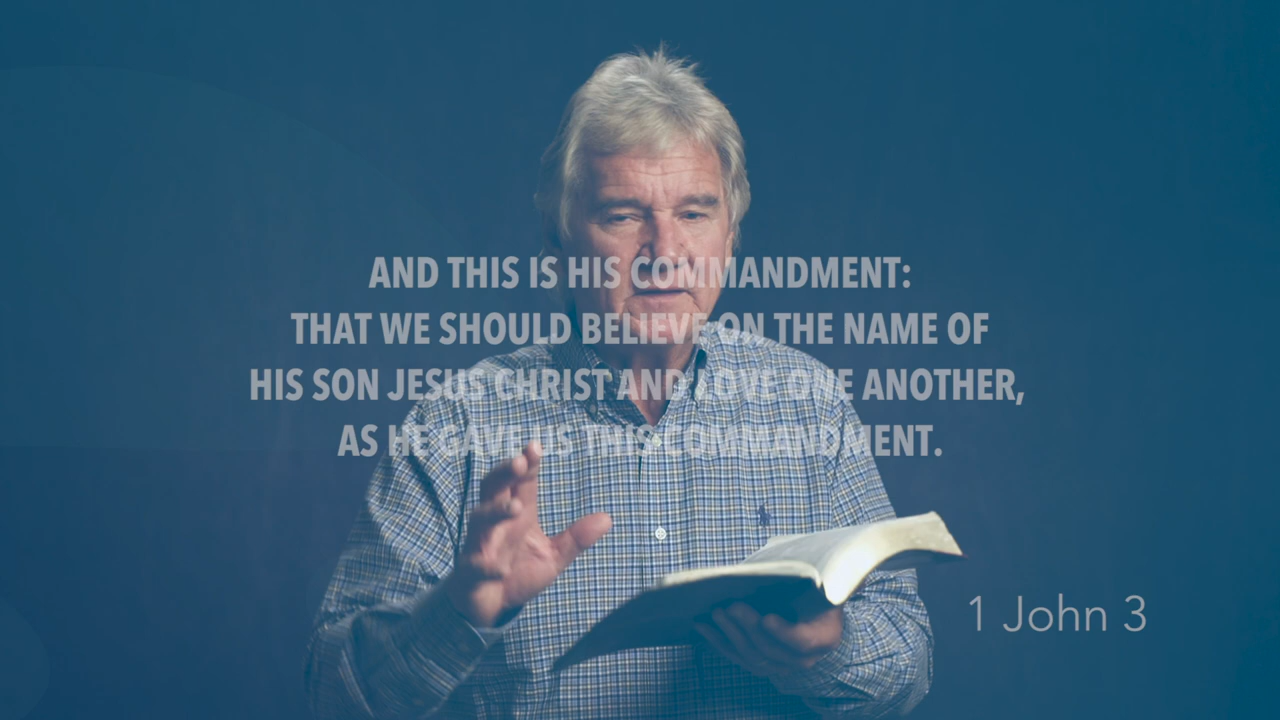 AND THIS IS HIS COMMANDMENT:
THAT WE SHOULD BELIEVE ON THE NAME OF
HIS SON JESUS CHRIST AND LOVE ONE ANOTHER,
AS HE GAVE US THIS COMMANDMENT.
1 John 3